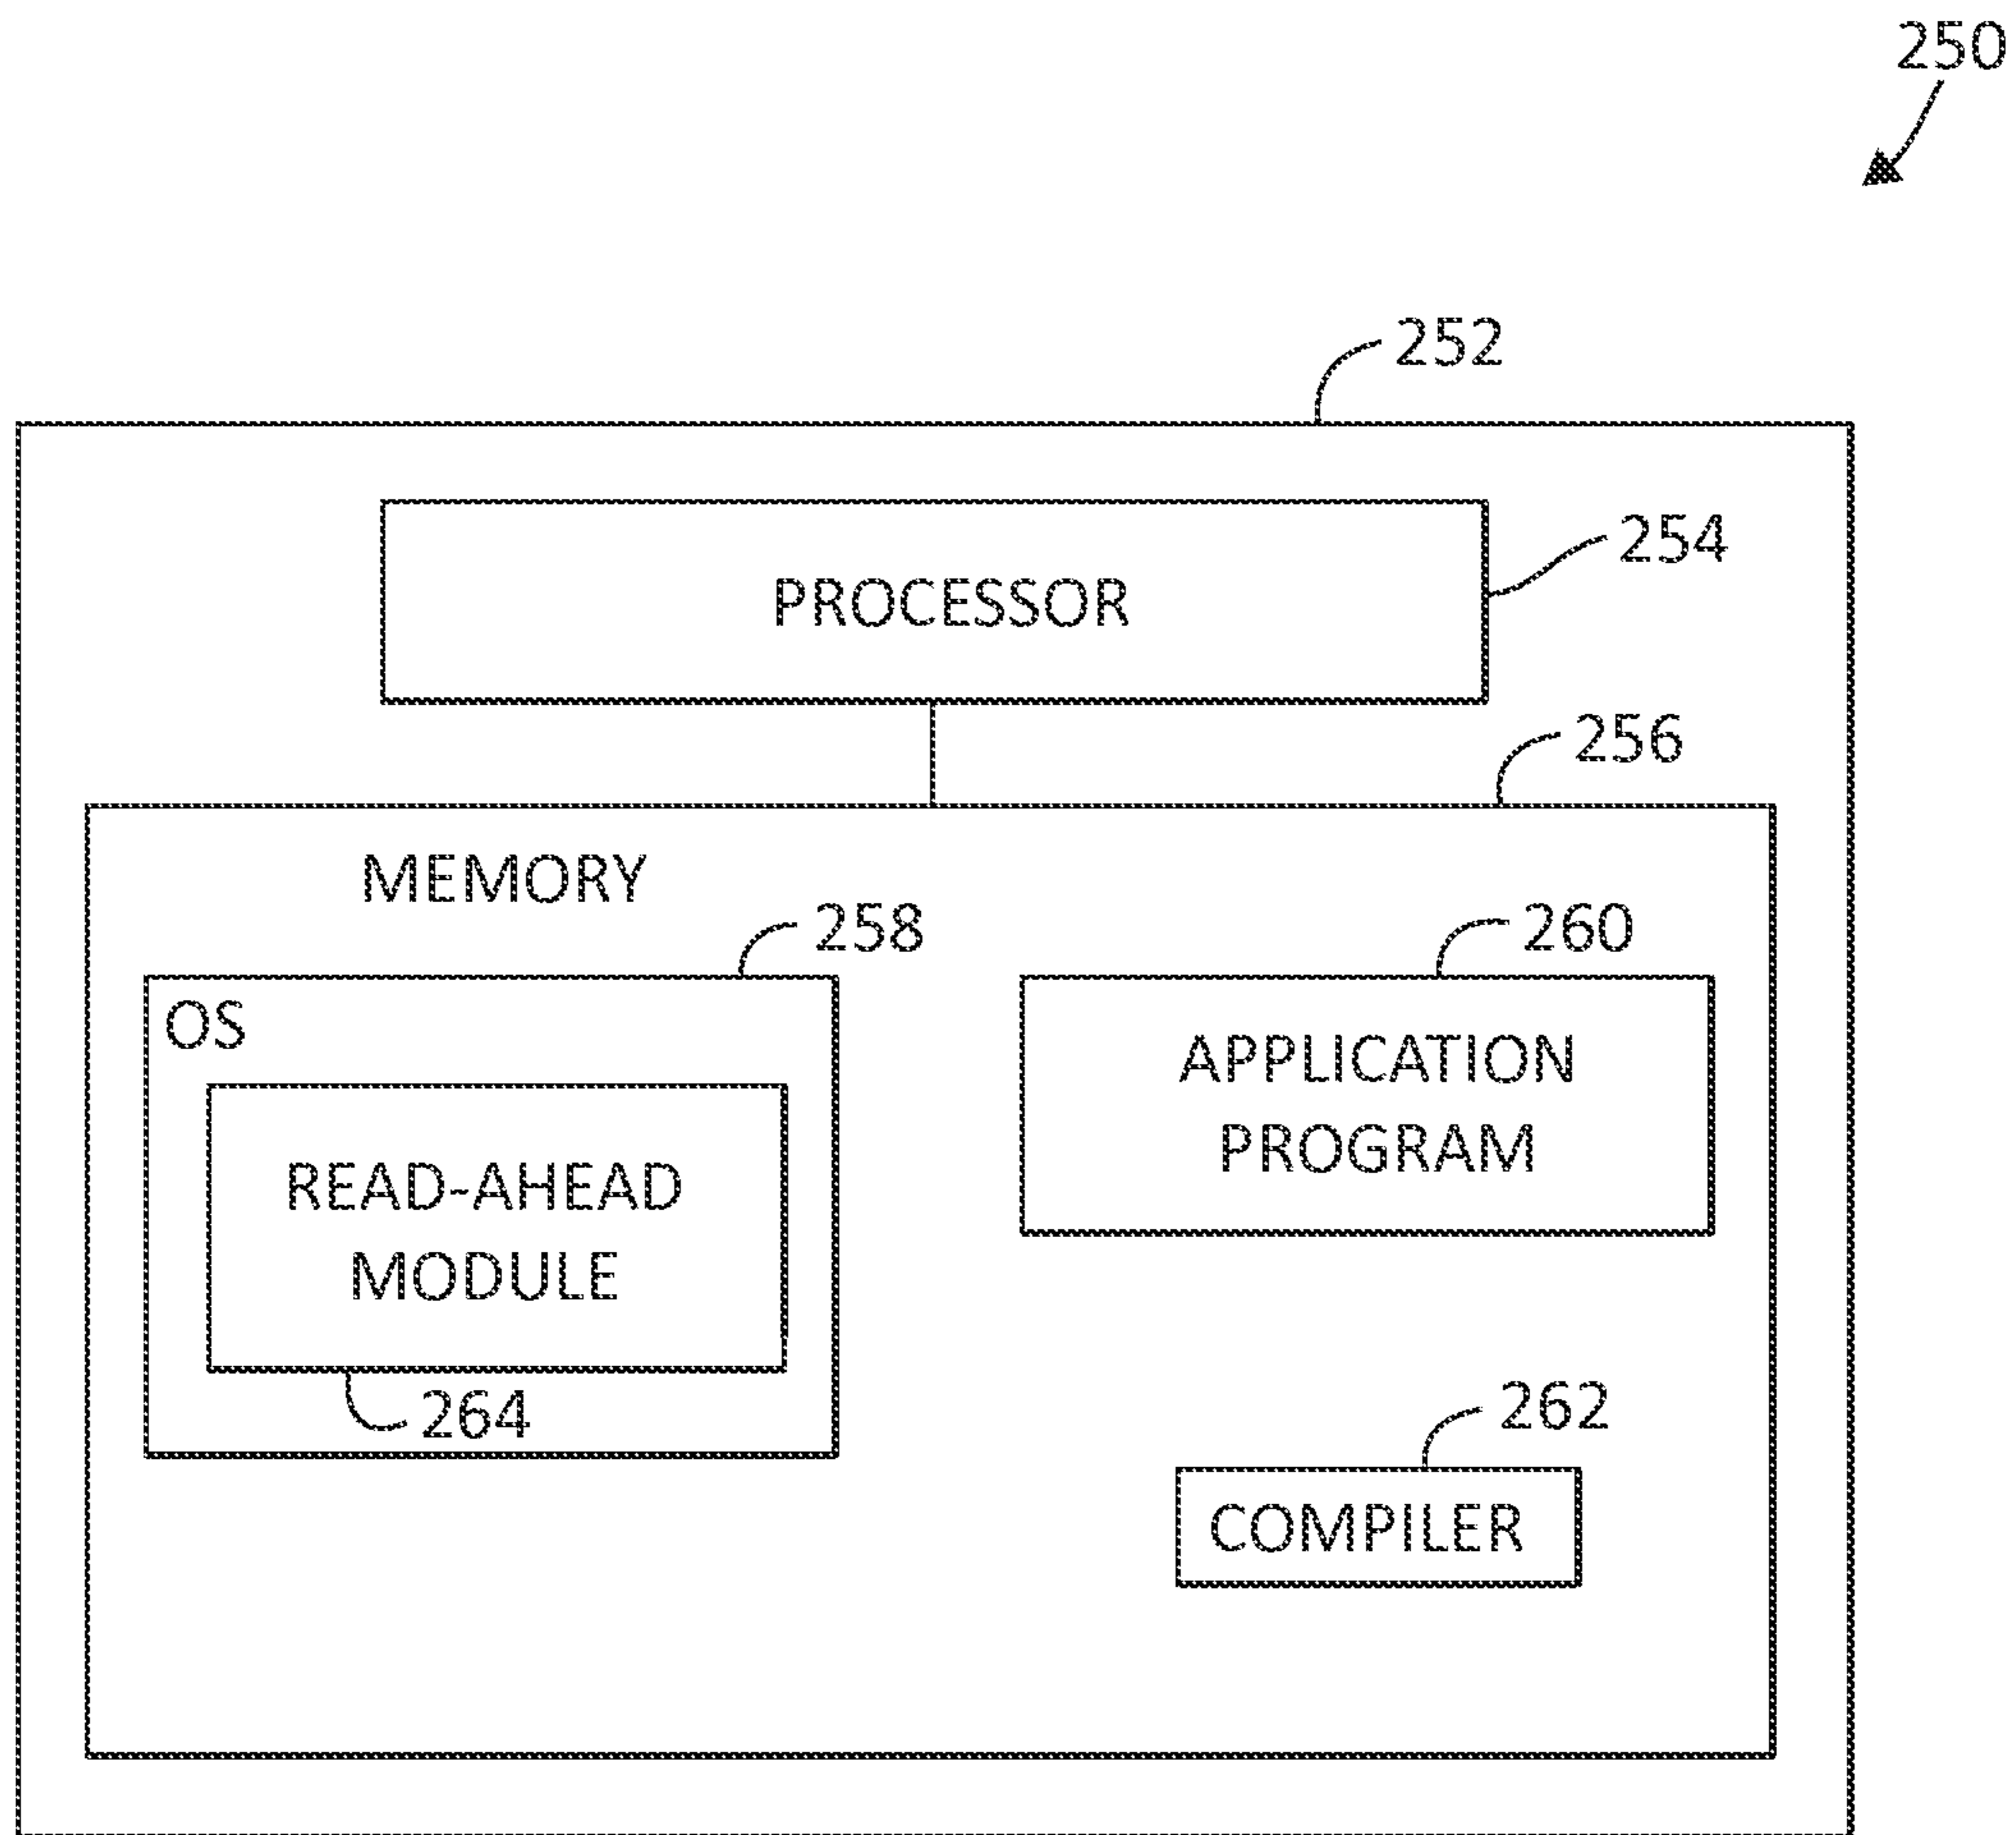 250
252
PROCESSOR
254
256
MEMORY
258
260
OS
APPLICATION
PROGRAM
READ-AHEAD
MODULE
264
262
COMPILER